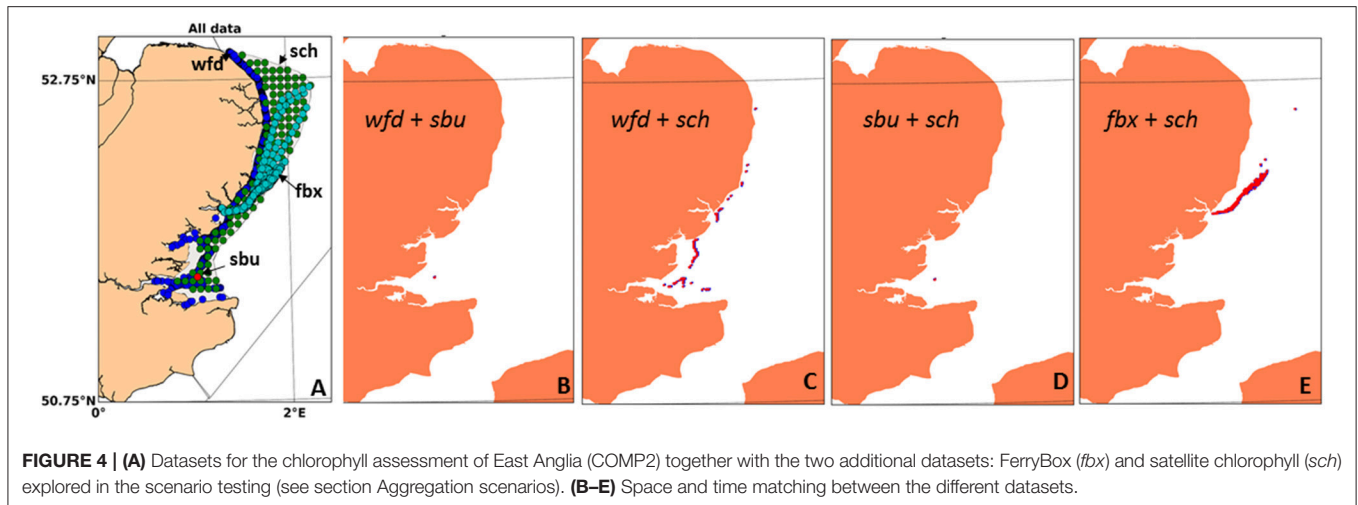 All data
sch
wfd
52.75°N
fbx
sbu
A
50.75°N
0°
2°E
wfd + sbu
B
wfd + sch
C
sbu + sch
D
fbx + sch
E
FIGURE 4 | (A) Datasets for the chlorophyll assessment of East Anglia (COMP2) together with the two additional datasets: FerryBox (fbx) and satellite chlorophyll (sch)
explored in the scenario testing (see section Aggregation scenarios). (B–E) Space and time matching between the different datasets.